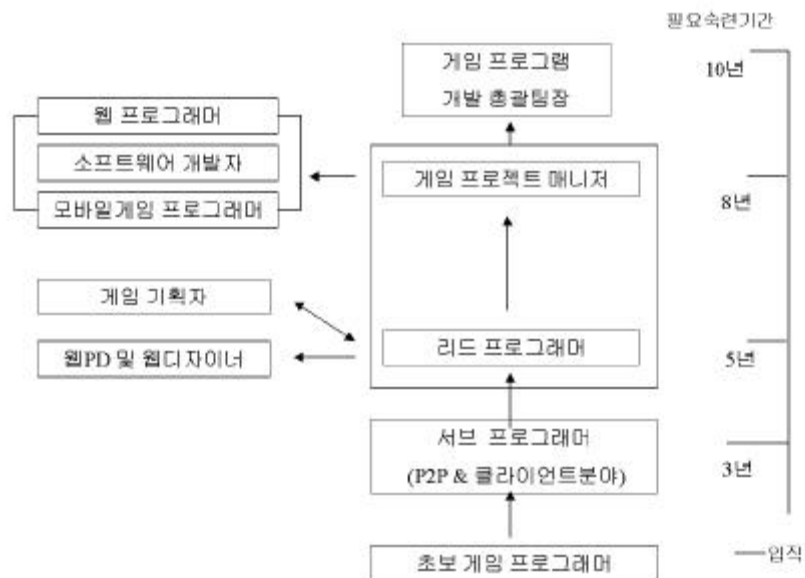 필요숙련기간
게임 프로그램
개발 총괄팀장
10년
웹 프로그래머
소프트웨어 개발자
모바일게임 프로그래머
게임 프로젝트 매니저
8년
게임 기획자
웹PD 및 웹디자이너
리드 프로그래머
5년
서브 프로그래머
(P2P & 클라이언트분야)
3년
초보 게임 프로그래머
입직